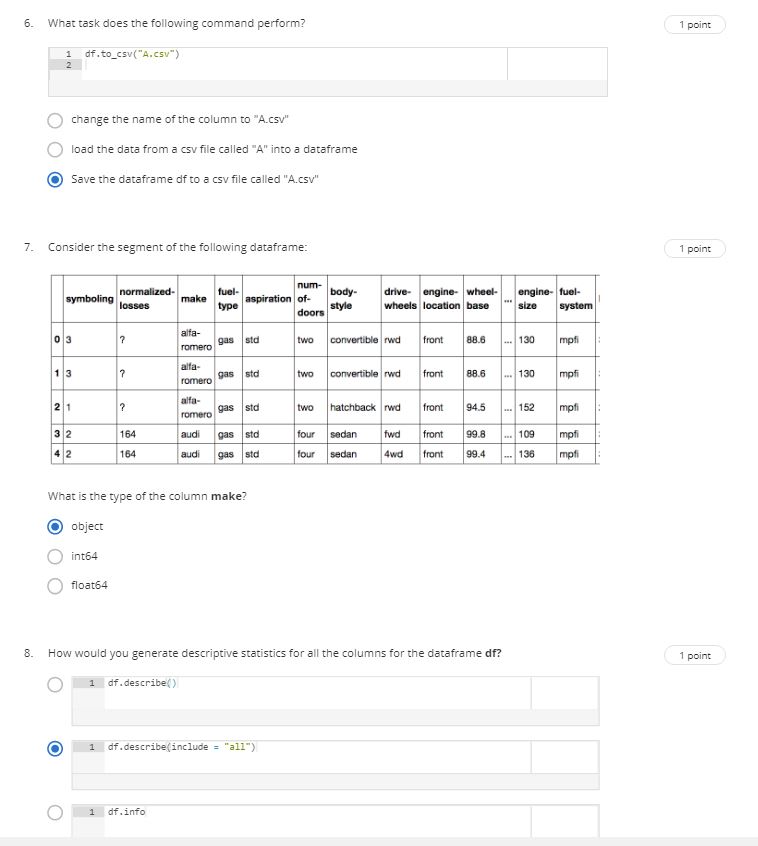 6. What task does the following command perform?
1 point
1 df.to_csv("A.csv")
2
change the name of the column to "A.csv"
load the data from a csv file called "A" into a dataframe
Save the dataframe df to a csv file called "A.csv"
7. Consider the segment of the following dataframe:
1 point
symboling normalized-losses make fuel-type aspiration num-of-doors body-style drive-wheels engine-location wheel-base ... engine-size fuel-system
0 3 ? alfa-romero gas std two convertible rwd front 88.6 ... 130 mpfi
1 3 ? alfa-romero gas std two convertible rwd front 88.6 ... 130 mpfi
2 1 ? alfa-romero gas std two hatchback rwd front 94.5 ... 152 mpfi
3 2 164 audi gas std four sedan fwd front 99.8 ... 109 mpfi
4 2 164 audi gas std four sedan 4wd front 99.4 ... 136 mpfi
What is the type of the column make?
object
int64
float64
8. How would you generate descriptive statistics for all the columns for the dataframe df?
1 point
1 df.describe()
1 df.describe(include = "all")
1 df.info